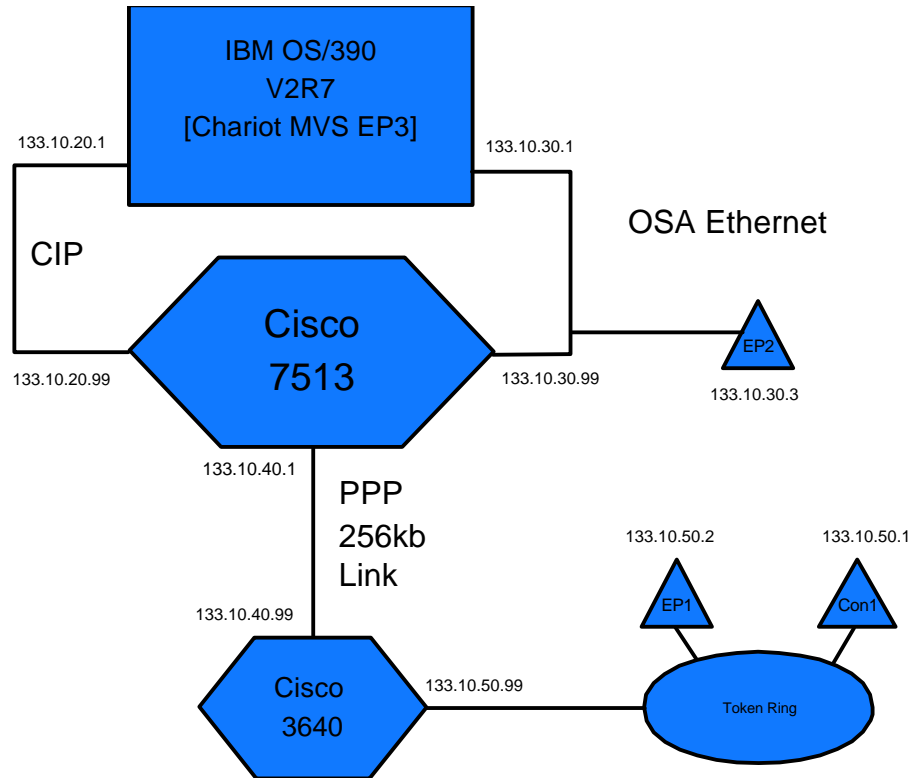 IBM OS/390
V2R7
[Chariot MVS EP3]
133.10.20.1
133.10.30.1
OSA Ethernet
CIP
Cisco
7513
EP2
133.10.20.99
133.10.30.99
133.10.30.3
133.10.40.1
PPP
256kb
Link
133.10.50.2
133.10.50.1
133.10.40.99
EP1
Con1
Cisco
3640
133.10.50.99
Token Ring